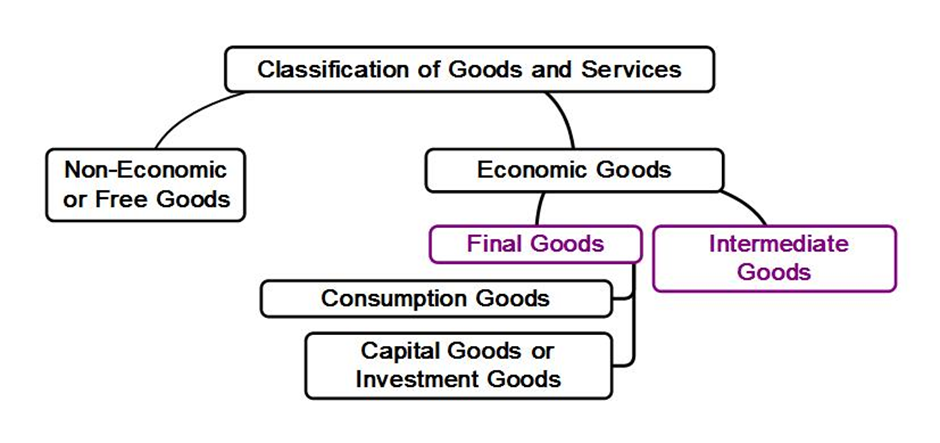 Classification of Goods and Services
Non-Economic
or Free Goods
Economic Goods
Final Goods
Intermediate
Goods
Consumption Goods
Capital Goods or
Investment Goods